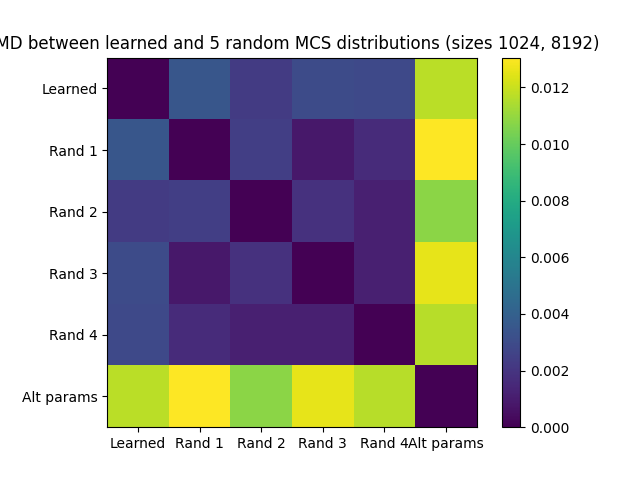 MD between learned and 5 random MCS distributions (sizes 1024, 8192)
Learned
Rand 1
Rand 2
Rand 3
Rand 4
Alt params
Learned Rand 1 Rand 2 Rand 3 Rand 4 Alt params
0.012
0.010
0.008
0.006
0.004
0.002
0.000